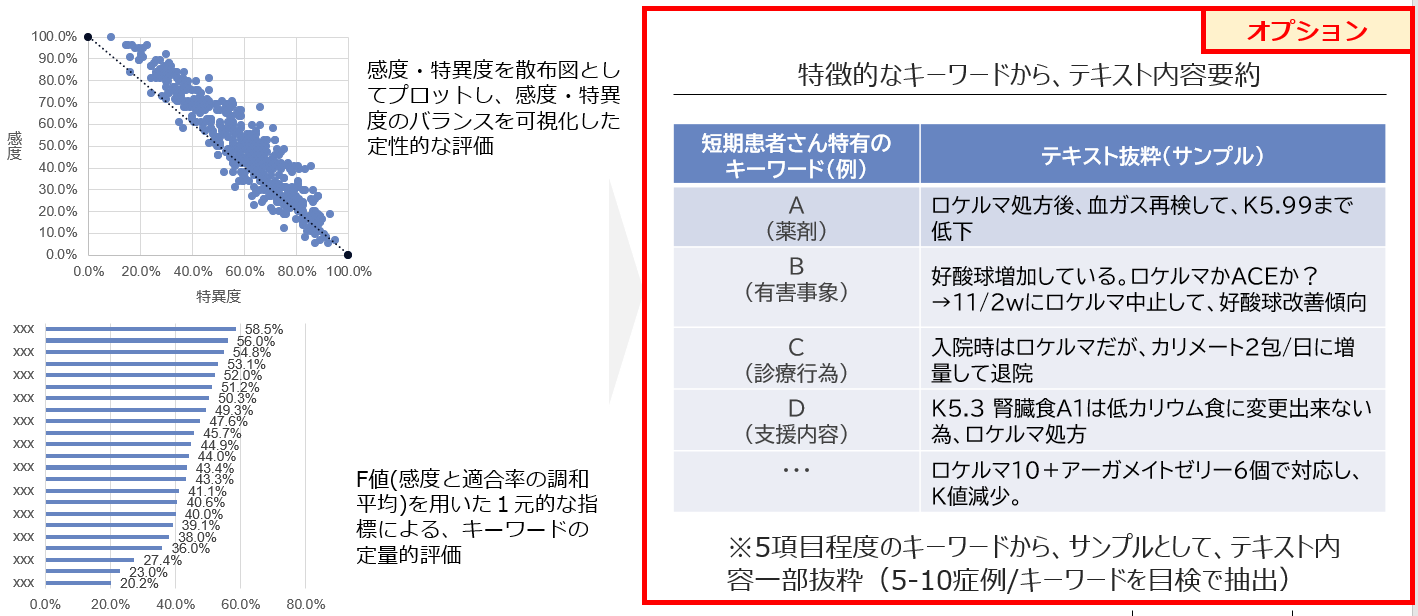 100.0%
90.0%
80.0%
70.0%
60.0%
50.0%
40.0%
30.0%
20.0%
10.0%
0.0%
感度
0.0% 20.0% 40.0% 60.0% 80.0% 100.0%
特異度
感度・特異度を散布図とし
てプロットし、感度・特異
度のバランスを可視化した
定性的な評価
xxx 58.5%
56.0%
xxx 54.8%
53.1%
xxx 52.0%
51.2%
xxx 50.3%
49.3%
xxx 47.6%
45.7%
xxx 44.9%
44.0%
xxx 43.4%
43.3%
xxx 41.1%
40.6%
xxx 40.0%
39.1%
xxx 38.0%
36.0%
xxx 27.4%
23.0%
xxx 20.2%
0.0% 20.0% 40.0% 60.0% 80.0%
F値(感度と適合率の調和
平均)を用いた１元的な指
標による、キーワードの
定量的評価
オプション
特徴的なキーワードから、テキスト内容要約
短期患者さん特有の
キーワード（例）
テキスト抜粋（サンプル）
A
（薬剤）
ロケルマ処方後、血ガス再検して、K5.99まで
低下
B
（有害事象）
好酸球増加している。ロケルマかACEか？
→11/2wにロケルマ中止して、好酸球改善傾向
C
（診療行為）
入院時はロケルマだが、カリメート2包/日に増
量して退院
D
（支援内容）
K5.3 腎臓食A1は低カリウム食に変更出来ない
為、ロケルマ処方
・・・
ロケルマ10＋アーガメイトゼリー6個で対応し、
K値減少。
※5項目程度のキーワードから、サンプルとして、テキスト内
容一部抜粋（5-10症例/キーワードを目検で抽出）